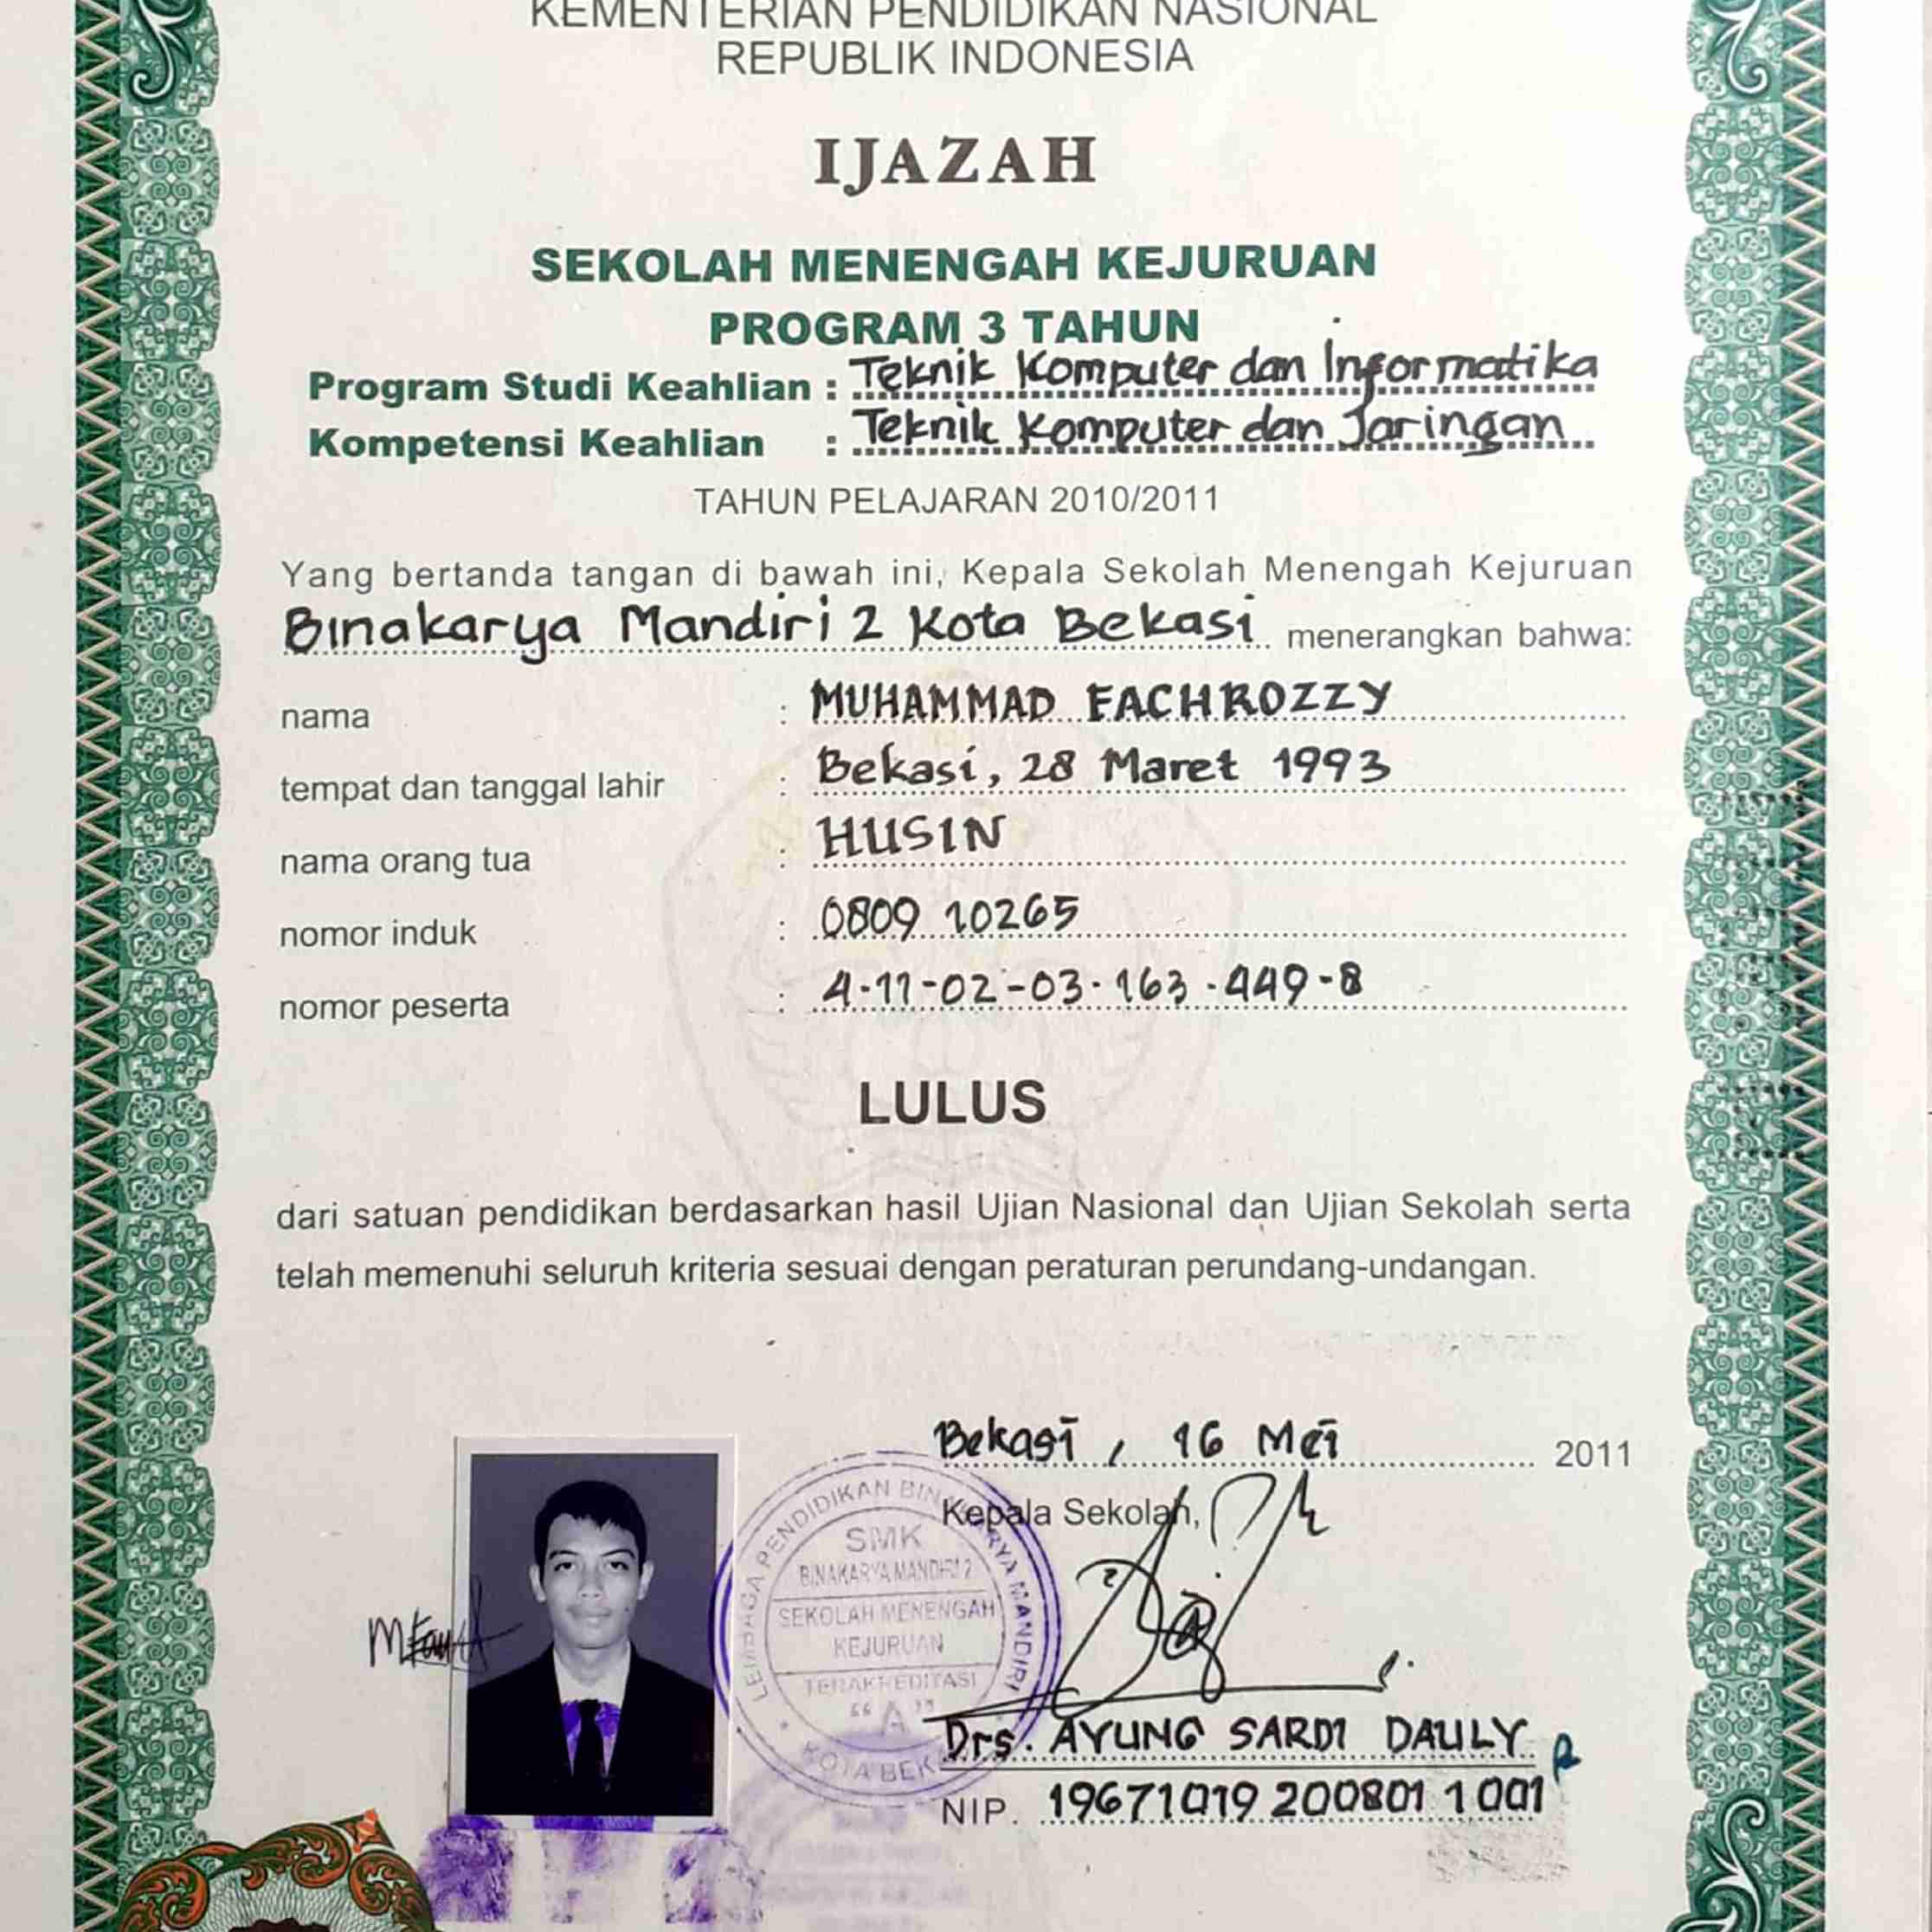 KEMENTERIAN PENDIDIKAN NASIONAL
REPUBLIK INDONESIA
IJAZAH
SEKOLAH MENENGAH KEJURUAN
PROGRAM 3 TAHUN
Program Studi Keahlian : Teknik Komputer dan Informatika
Kompetensi Keahlian : Teknik Komputer dan Jaringan
TAHUN PELAJARAN 2010/2011
Yang bertanda tangan di bawah ini, Kepala Sekolah Menengah Kejuruan
Binakarya Mandiri 2 Kota Bekasi menerangkan bahwa:
nama : MUHAMMAD FACHROZZY
tempat dan tanggal lahir : Bekasi, 28 Maret 1993
nama orang tua : HUSIN
nomor induk : 0809 10265
nomor peserta : 4-11-02-03-163-449-8
LULUS
dari satuan pendidikan berdasarkan hasil Ujian Nasional dan Ujian Sekolah serta
telah memenuhi seluruh kriteria sesuai dengan peraturan perundang-undangan.
Bekasi, 16 Mei 2011
Kepala Sekolah,
LEMBAGA PENDIDIKAN BINAKARYA MANDIRI
SMK
BINAKARYA MANDIRI 2
SEKOLAH MENENGAH
KEJURUAN
TERAKREDITASI
"A"
KOTA BEK
Drs. AYUNG SARDI DAULY
NIP. 19671019 200801 1 001